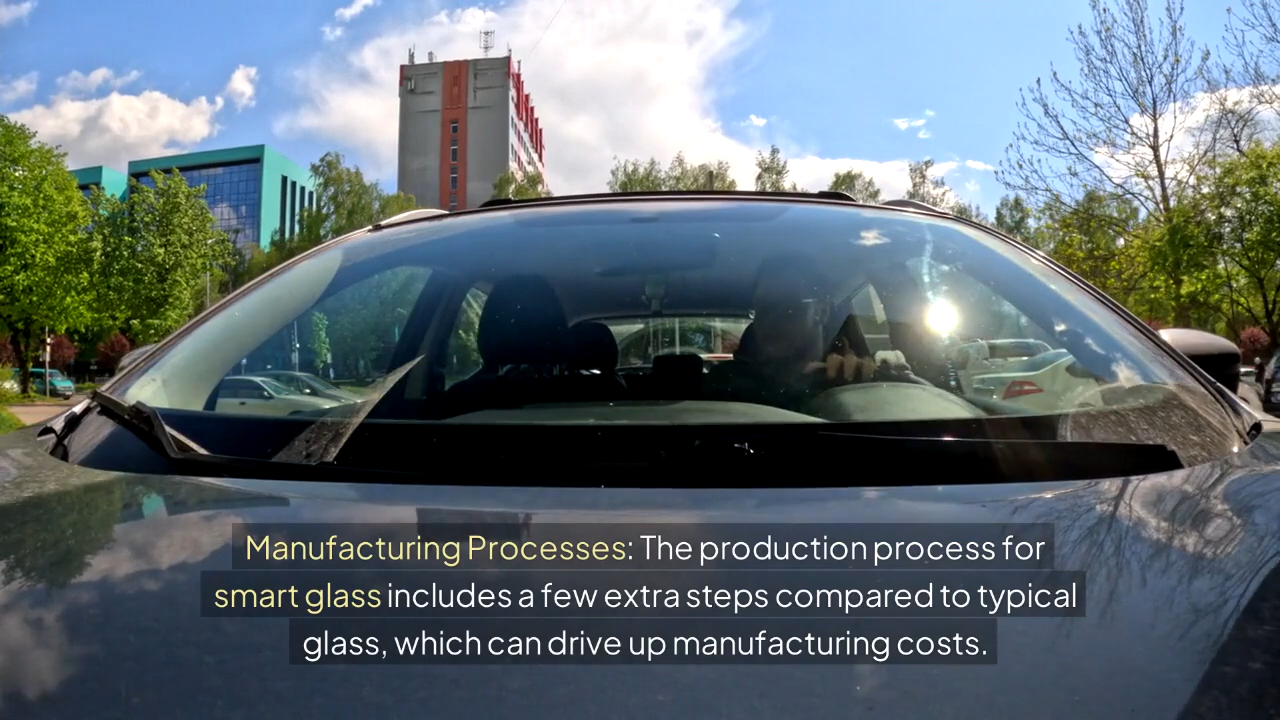 Manufacturing Processes: The production process for
smart glass includes a few extra steps compared to typical
glass, which can drive up manufacturing costs.